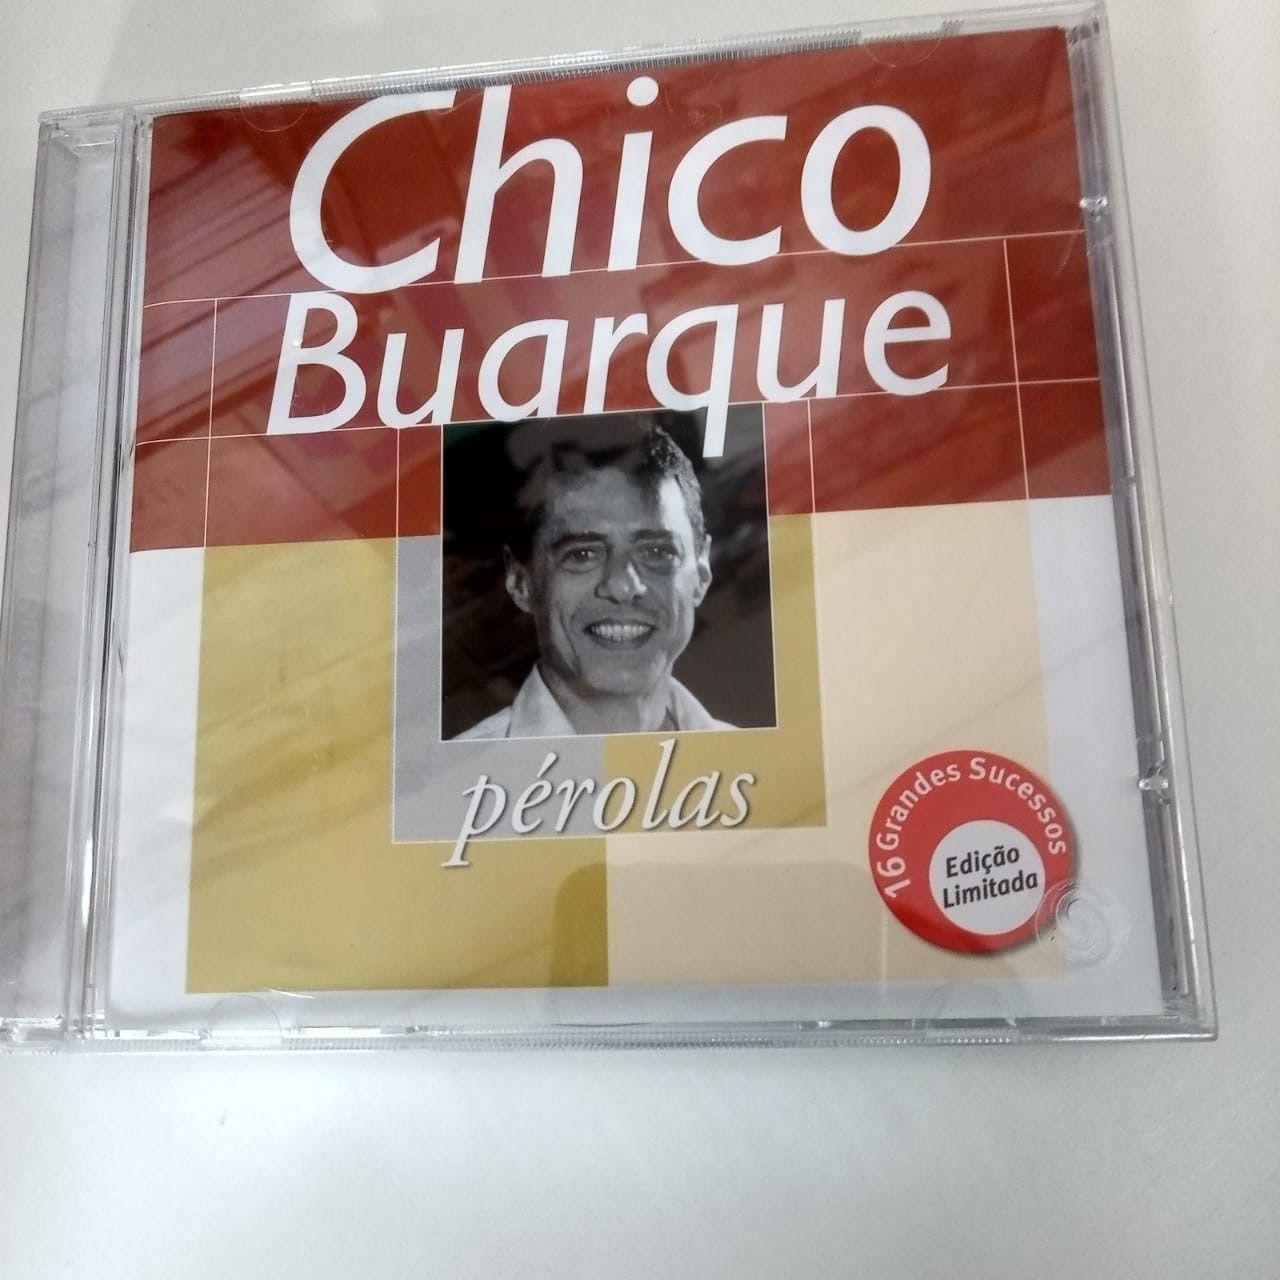 Chico
Buarque
pérolas
16 Grandes Sucessos
Edição
Limitada